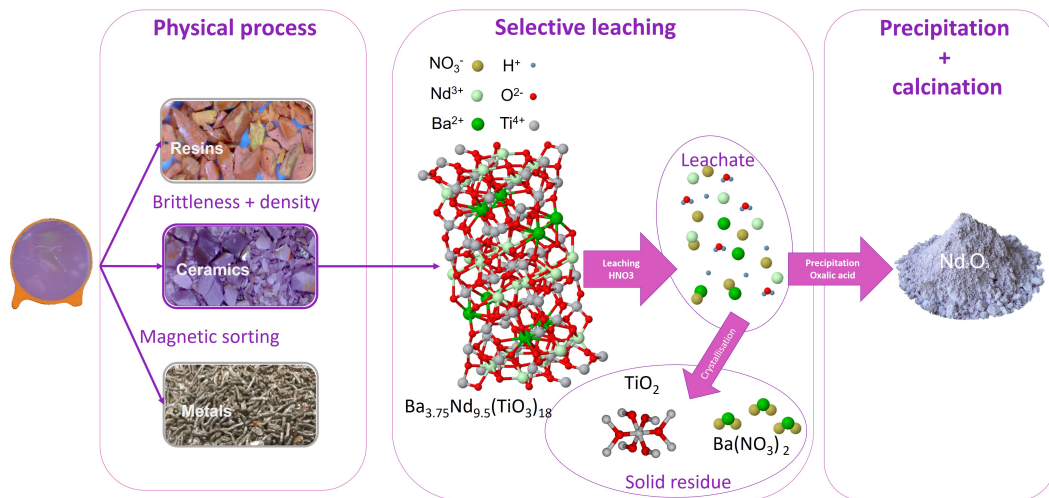 Physical process
Resins
Brittleness + density
Ceramics
Magnetic sorting
Metals
Selective leaching
NO₃⁻
H⁺
Nd³⁺
O²⁻
Ba²⁺
Ti⁴⁺
Ba₃.₇₅Nd₉.₅(TiO₃)₁₈
Leaching
HNO3
Leachate
Crystallisation
TiO₂
Ba(NO₃)₂
Solid residue
Precipitation
+
calcination
Precipitation
Oxalic acid